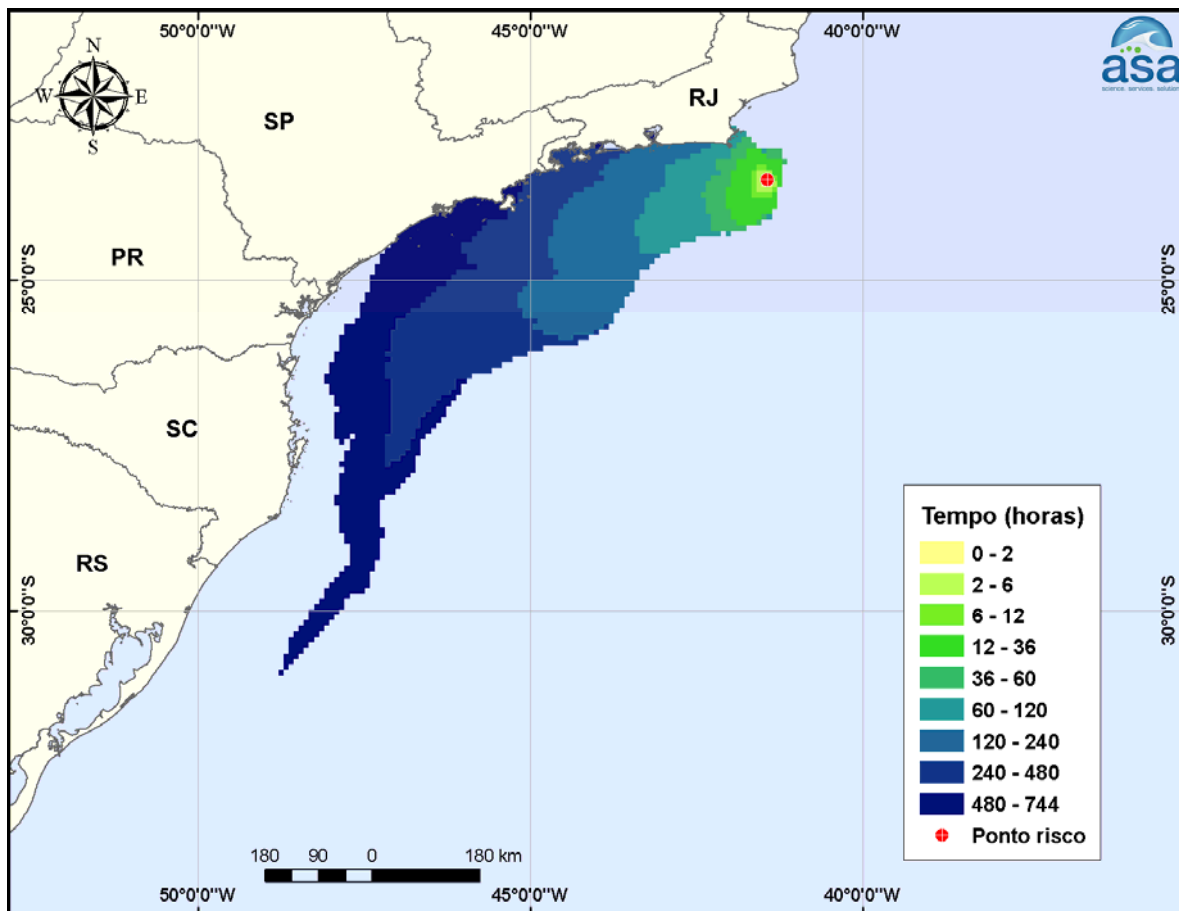 50°0'0"W
45°0'0"W
40°0'0"W
N
W
E
S
asa
science. services. solutions
RJ
SP
PR
25°0'0"S
25°0'0"S
SC
RS
30°0'0"S
30°0'0"S
Tempo (horas)
0 - 2
2 - 6
6 - 12
12 - 36
36 - 60
60 - 120
120 - 240
240 - 480
480 - 744
Ponto risco
180 90 0 180 km
50°0'0"W
45°0'0"W
40°0'0"W